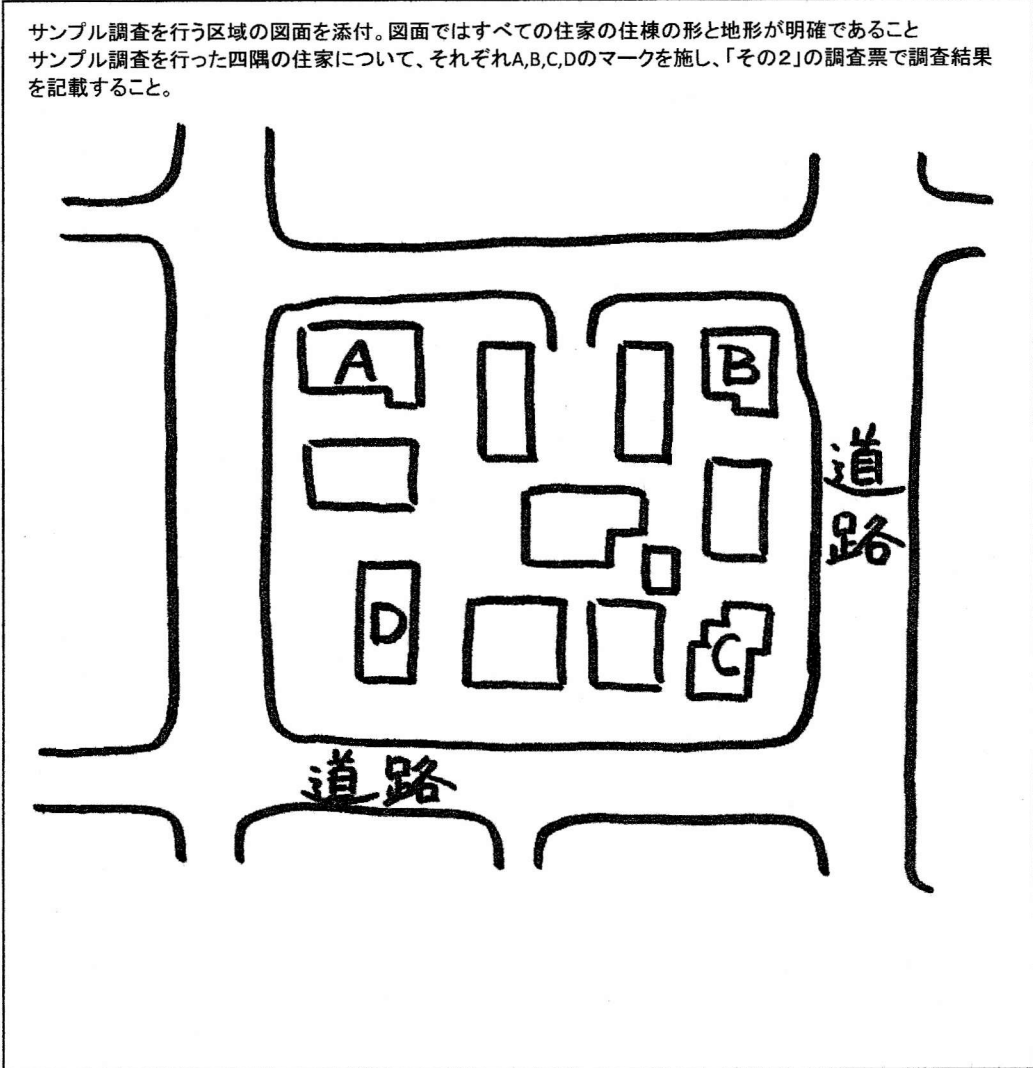 サンプル調査を行う区域の図面を添付。図面ではすべての住家の住棟の形と地形が明確であること
サンプル調査を行った四隅の住家について、それぞれA,B,C,Dのマークを施し、「その2」の調査票で調査結果
を記載すること。
A
B
道
路
D
C
道路